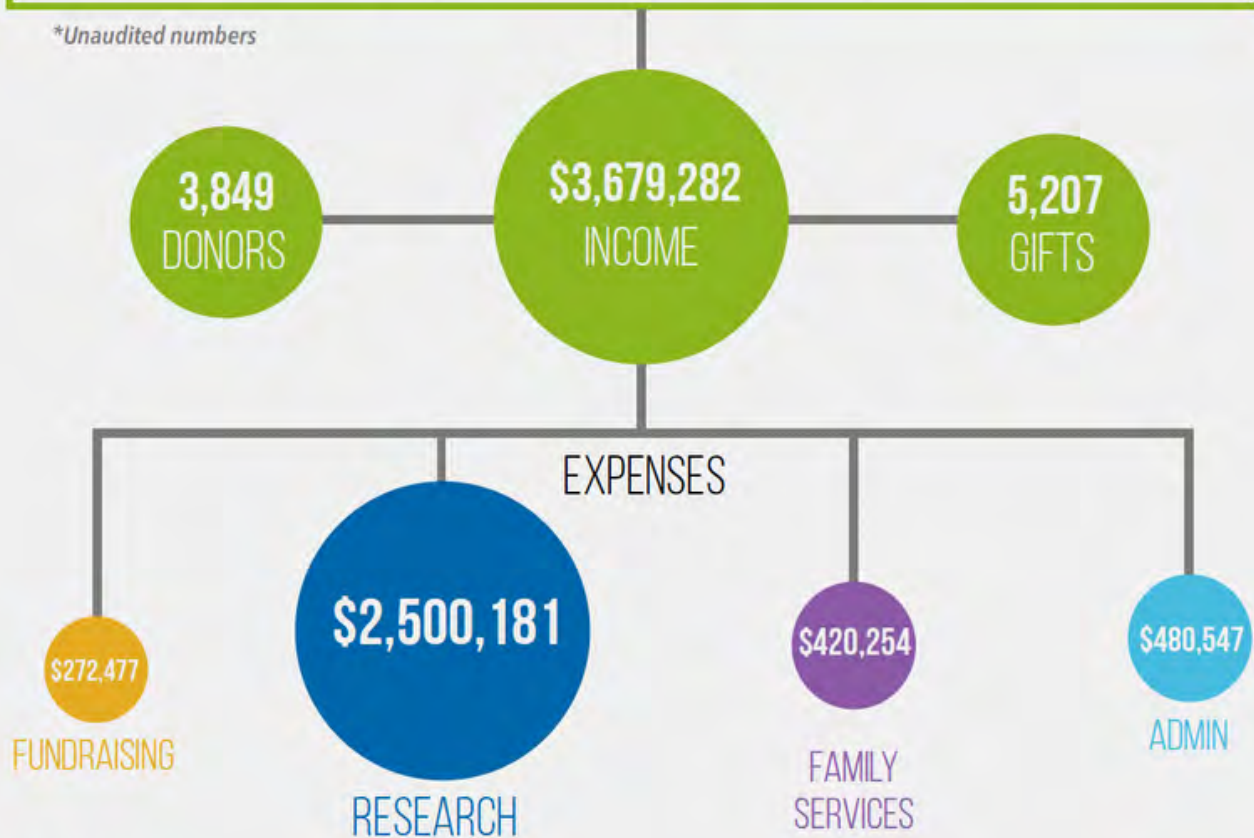 *Unaudited numbers
3,849
DONORS
$3,679,282
INCOME
5,207
GIFTS
EXPENSES
$272,477
FUNDRAISING
$2,500,181
RESEARCH
$420,254
FAMILY
SERVICES
$480,547
ADMIN